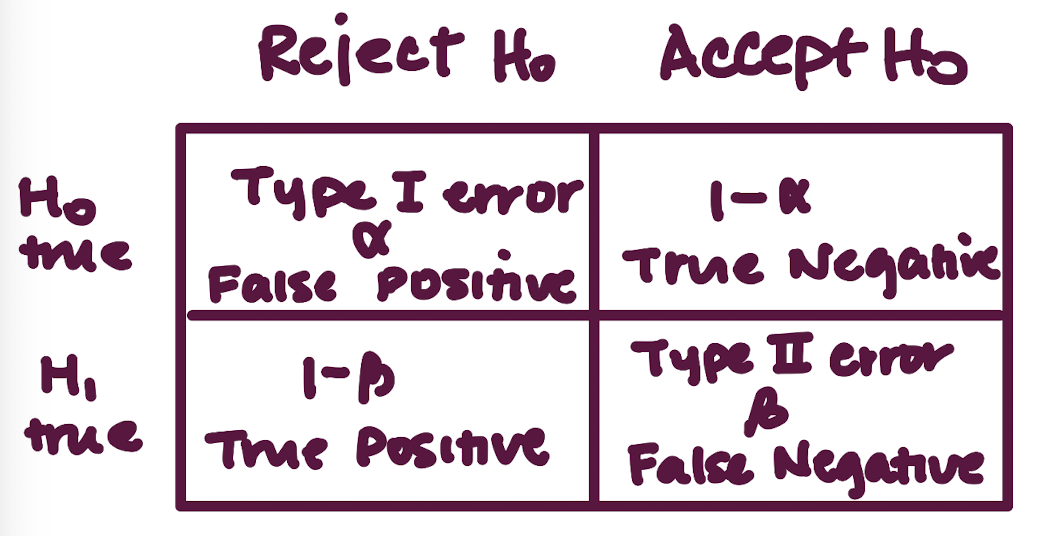 Reject H₀ Accept H₀
H₀
true
Type I error
α
False Positive
1-α
True Negative
H₁
true
1-β
True Positive
Type II error
β
False Negative